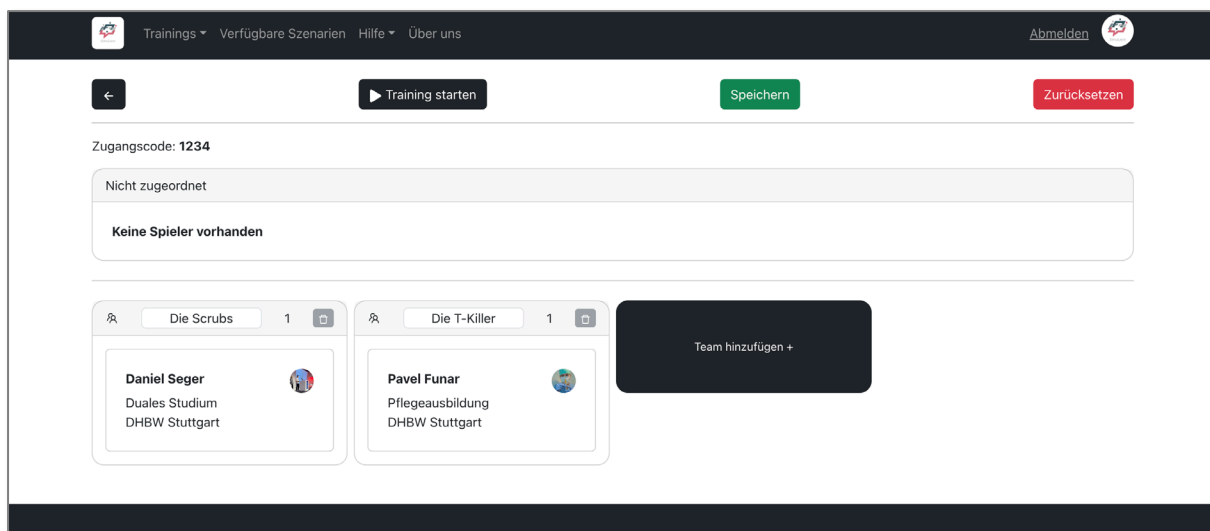 Trainings Verfügbare Szenarien Hilfe Über uns Abmelden
Training starten Speichern Zurücksetzen
Zugangscode: 1234
Nicht zugeordnet
Keine Spieler vorhanden
Die Scrubs 1
Daniel Seger
Duales Studium
DHBW Stuttgart
Die T-Killer 1
Pavel Funar
Pflegeausbildung
DHBW Stuttgart
Team hinzufügen +